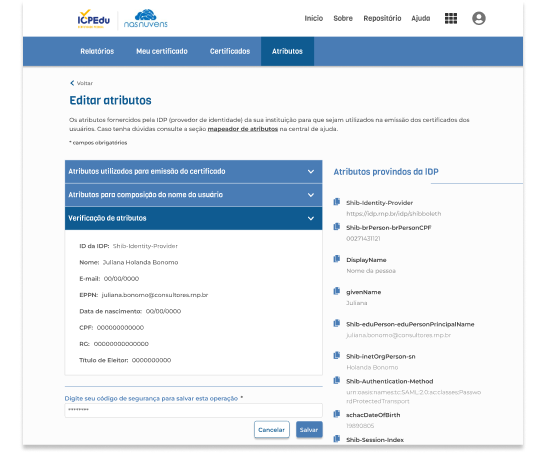 ICPEdu
nasnuvens
Início Sobre Repositório Ajuda
Relatórios Meu certificado Certificados Atributos
Voltar
Editar atributos
Os atributos fornercidos pela IDP (provedor de identidade) da sua instituição para que sejam utilizados na emissão dos certificados dos
usuários. Caso tenha dúvidas consulte a seção mapeador de atributos na central de ajuda.
* campos obrigatórios
Atributos utilizados para emissão do certificado
Atributos para composição do nome do usuário
Verificação de atributos
ID da IDP: Shib-Identity-Provider
Nome: Juliana Holanda Bonomo
E-mail: 00/00/0000
EPPN: juliana.bonomo@consultores.rnp.br
Data de nascimento: 00/00/0000
CPF: 000000000000
RG: 00000000000000
Título de Eleitor: 0000000000
Digite seu código de segurança para salvar esta operação *
********
Cancelar Salvar
Atributos provindos da IDP
Shib-Identity-Provider
https://idp.rnp.br/idp/shibboleth
Shib-brPerson-brPersonCPF
00271431121
DisplayName
Nome da pessoa
givenName
Juliana
Shib-eduPerson-eduPersonPrincipalName
juliana.bonomo@consultores.rnp.br
Shib-inetOrgPerson-sn
Holanda Bonomo
Shib-Authentication-Method
urn:oasis:names:tc:SAML:2.0:ac:classes:Passwo
rdProtectedTransport
schacDateOfBirth
19890805
Shib-Session-Index